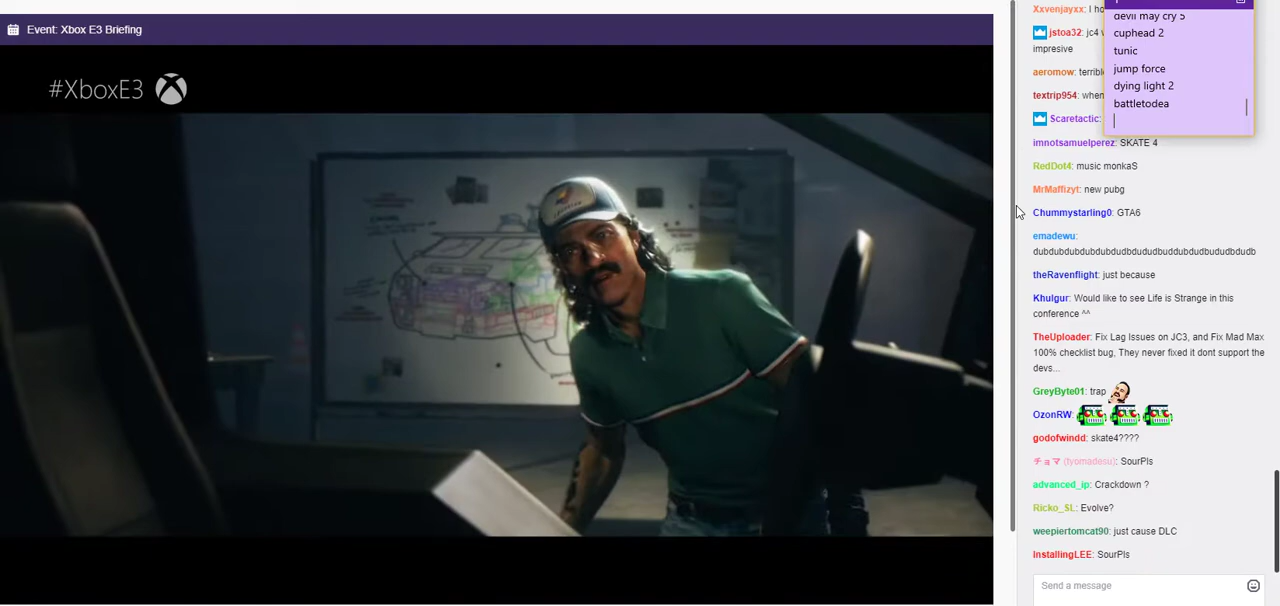 Event: Xbox E3 Briefing
#XboxE3
devil may cry 5
cuphead 2
tunic
jump force
dying light 2
battletodea
Xxvenjayxx: I ho
jstoa32: jc4
impresive
aeromow: terrible
textrip954: when
Scaretactic:
imnotsamuelperez: SKATE 4
RedDot4: music monkaS
MrMaffizyt: new pubg
Chummystarling0: GTA6
emadewu:
dubdubdubdubdubdudbdududbuddubdudbududbdudb
theRavenflight: just because
Khulgur: Would like to see Life is Strange in this
conference ^^
TheUploader: Fix Lag Issues on JC3, and Fix Mad Max
100% checklist bug, They never fixed it dont support the
devs...
GreyByte01: trap
OzonRW:
godofwindd: skate4????
チョマ (tyomadesu): SourPls
advanced_ip: Crackdown ?
Ricko_SL: Evolve?
weepiertomcat90: just cause DLC
InstallingLEE: SourPls
Send a message